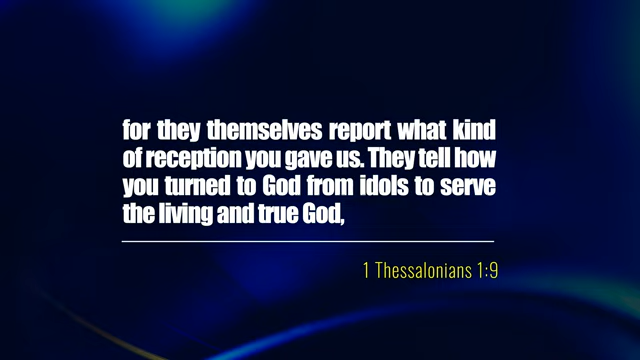 for they themselves report what kind
of reception you gave us. They tell how
you turned to God from idols to serve
the living and true God,
1 Thessalonians 1:9